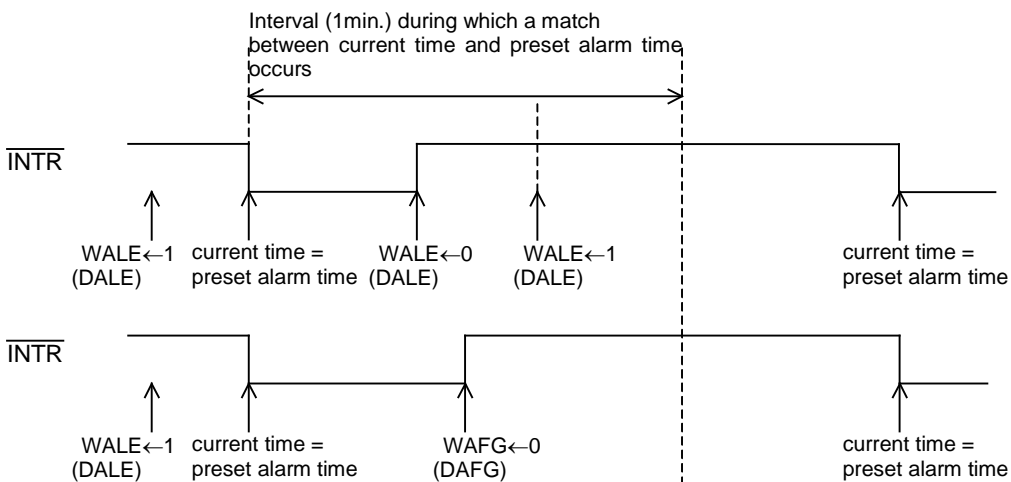 Interval (1min.) during which a match
between current time and preset alarm time
occurs
INTR
WALE←1
(DALE)
current time =
preset alarm time
WALE←0
(DALE)
WALE←1
(DALE)
current time =
preset alarm time
INTR
WALE←1
(DALE)
current time =
preset alarm time
WAFG←0
(DAFG)
current time =
preset alarm time